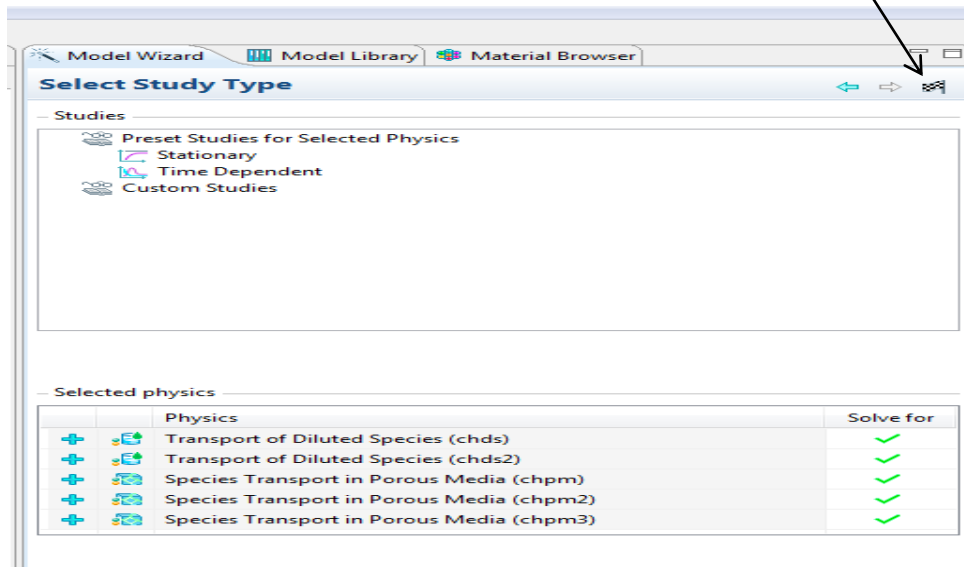 Model Wizard Model Library Material Browser
Select Study Type
Studies
Preset Studies for Selected Physics
Stationary
Time Dependent
Custom Studies
Selected physics
Physics Solve for
Transport of Diluted Species (chds)
Transport of Diluted Species (chds2)
Species Transport in Porous Media (chpm)
Species Transport in Porous Media (chpm2)
Species Transport in Porous Media (chpm3)